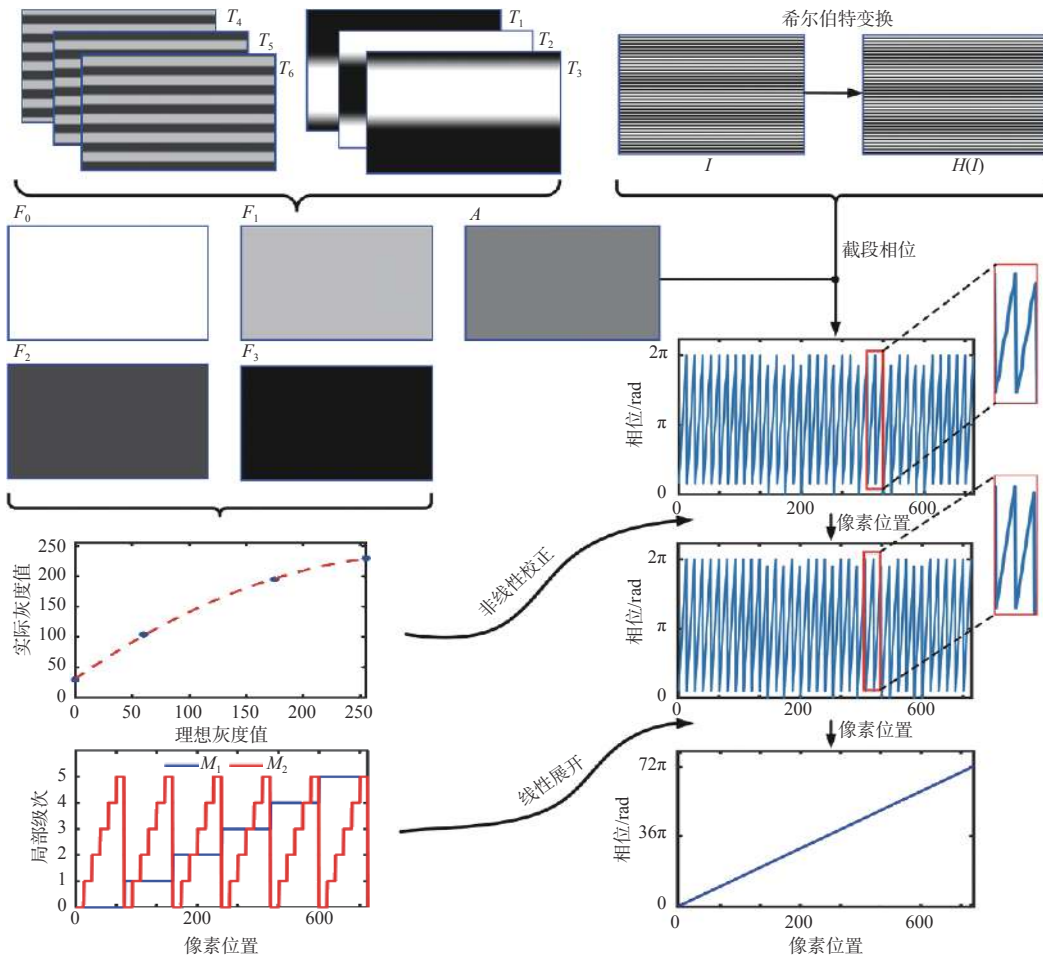 T4
T5
T6
T1
T2
T3
希尔伯特变换
I
H(I)
F0
F1
A
F2
F3
截段相位
2π
π
0
相位/rad
0
200
600
像素位置
非线性校正
250
200
150
100
50
0
实际灰度值
0
50
100
150
200
250
理想灰度值
2π
π
0
相位/rad
0
200
600
像素位置
线性展开
M1
M2
5
4
3
2
1
0
局部级次
0
200
600
像素位置
72π
36π
0
相位/rad
0
200
600
像素位置